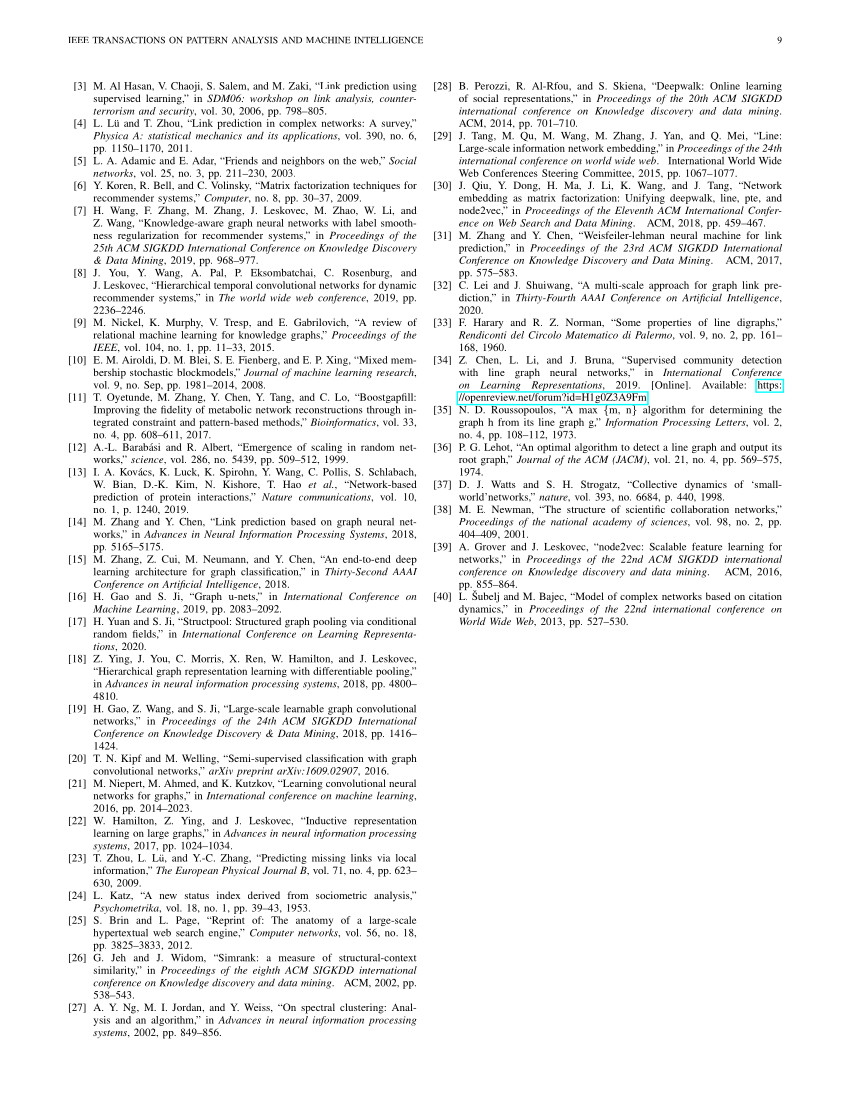 IEEE TRANSACTIONS ON PATTERN ANALYSIS AND MACHINE INTELLIGENCE 9
[3] M. Al Hasan, V. Chaoji, S. Salem, and M. Zaki, “Link prediction using
supervised learning,” in SDM06: workshop on link analysis, counter-
terrorism and security, vol. 30, 2006, pp. 798–805.
[4] L. Lü and T. Zhou, “Link prediction in complex networks: A survey,”
Physica A: statistical mechanics and its applications, vol. 390, no. 6,
pp. 1150–1170, 2011.
[5] L. A. Adamic and E. Adar, “Friends and neighbors on the web,” Social
networks, vol. 25, no. 3, pp. 211–230, 2003.
[6] Y. Koren, R. Bell, and C. Volinsky, “Matrix factorization techniques for
recommender systems,” Computer, no. 8, pp. 30–37, 2009.
[7] H. Wang, F. Zhang, M. Zhang, J. Leskovec, M. Zhao, W. Li, and
Z. Wang, “Knowledge-aware graph neural networks with label smooth-
ness regularization for recommender systems,” in Proceedings of the
25th ACM SIGKDD International Conference on Knowledge Discovery
& Data Mining, 2019, pp. 968–977.
[8] J. You, Y. Wang, A. Pal, P. Eksombatchai, C. Rosenburg, and
J. Leskovec, “Hierarchical temporal convolutional networks for dynamic
recommender systems,” in The world wide web conference, 2019, pp.
2236–2246.
[9] M. Nickel, K. Murphy, V. Tresp, and E. Gabrilovich, “A review of
relational machine learning for knowledge graphs,” Proceedings of the
IEEE, vol. 104, no. 1, pp. 11–33, 2015.
[10] E. M. Airoldi, D. M. Blei, S. E. Fienberg, and E. P. Xing, “Mixed mem-
bership stochastic blockmodels,” Journal of machine learning research,
vol. 9, no. Sep, pp. 1981–2014, 2008.
[11] T. Oyetunde, M. Zhang, Y. Chen, Y. Tang, and C. Lo, “Boostgapfill:
Improving the fidelity of metabolic network reconstructions through in-
tegrated constraint and pattern-based methods,” Bioinformatics, vol. 33,
no. 4, pp. 608–611, 2017.
[12] A.-L. Barabási and R. Albert, “Emergence of scaling in random net-
works,” science, vol. 286, no. 5439, pp. 509–512, 1999.
[13] I. A. Kovács, K. Luck, K. Spirohn, Y. Wang, C. Pollis, S. Schlabach,
W. Bian, D.-K. Kim, N. Kishore, T. Hao et al., “Network-based
prediction of protein interactions,” Nature communications, vol. 10,
no. 1, p. 1240, 2019.
[14] M. Zhang and Y. Chen, “Link prediction based on graph neural net-
works,” in Advances in Neural Information Processing Systems, 2018,
pp. 5165–5175.
[15] M. Zhang, Z. Cui, M. Neumann, and Y. Chen, “An end-to-end deep
learning architecture for graph classification,” in Thirty-Second AAAI
Conference on Artificial Intelligence, 2018.
[16] H. Gao and S. Ji, “Graph u-nets,” in International Conference on
Machine Learning, 2019, pp. 2083–2092.
[17] H. Yuan and S. Ji, “Structpool: Structured graph pooling via conditional
random fields,” in International Conference on Learning Representa-
tions, 2020.
[18] Z. Ying, J. You, C. Morris, X. Ren, W. Hamilton, and J. Leskovec,
“Hierarchical graph representation learning with differentiable pooling,”
in Advances in neural information processing systems, 2018, pp. 4800–
4810.
[19] H. Gao, Z. Wang, and S. Ji, “Large-scale learnable graph convolutional
networks,” in Proceedings of the 24th ACM SIGKDD International
Conference on Knowledge Discovery & Data Mining, 2018, pp. 1416–
1424.
[20] T. N. Kipf and M. Welling, “Semi-supervised classification with graph
convolutional networks,” arXiv preprint arXiv:1609.02907, 2016.
[21] M. Niepert, M. Ahmed, and K. Kutzkov, “Learning convolutional neural
networks for graphs,” in International conference on machine learning,
2016, pp. 2014–2023.
[22] W. Hamilton, Z. Ying, and J. Leskovec, “Inductive representation
learning on large graphs,” in Advances in neural information processing
systems, 2017, pp. 1024–1034.
[23] T. Zhou, L. Lü, and Y.-C. Zhang, “Predicting missing links via local
information,” The European Physical Journal B, vol. 71, no. 4, pp. 623–
630, 2009.
[24] L. Katz, “A new status index derived from sociometric analysis,”
Psychometrika, vol. 18, no. 1, pp. 39–43, 1953.
[25] S. Brin and L. Page, “Reprint of: The anatomy of a large-scale
hypertextual web search engine,” Computer networks, vol. 56, no. 18,
pp. 3825–3833, 2012.
[26] G. Jeh and J. Widom, “Simrank: a measure of structural-context
similarity,” in Proceedings of the eighth ACM SIGKDD international
conference on Knowledge discovery and data mining. ACM, 2002, pp.
538–543.
[27] A. Y. Ng, M. I. Jordan, and Y. Weiss, “On spectral clustering: Anal-
ysis and an algorithm,” in Advances in neural information processing
systems, 2002, pp. 849–856.
[28] B. Perozzi, R. Al-Rfou, and S. Skiena, “Deepwalk: Online learning
of social representations,” in Proceedings of the 20th ACM SIGKDD
international conference on Knowledge discovery and data mining.
ACM, 2014, pp. 701–710.
[29] J. Tang, M. Qu, M. Wang, M. Zhang, J. Yan, and Q. Mei, “Line:
Large-scale information network embedding,” in Proceedings of the 24th
international conference on world wide web. International World Wide
Web Conferences Steering Committee, 2015, pp. 1067–1077.
[30] J. Qiu, Y. Dong, H. Ma, J. Li, K. Wang, and J. Tang, “Network
embedding as matrix factorization: Unifying deepwalk, line, pte, and
node2vec,” in Proceedings of the Eleventh ACM International Confer-
ence on Web Search and Data Mining. ACM, 2018, pp. 459–467.
[31] M. Zhang and Y. Chen, “Weisfeiler-lehman neural machine for link
prediction,” in Proceedings of the 23rd ACM SIGKDD International
Conference on Knowledge Discovery and Data Mining. ACM, 2017,
pp. 575–583.
[32] C. Lei and J. Shuiwang, “A multi-scale approach for graph link pre-
diction,” in Thirty-Fourth AAAI Conference on Artificial Intelligence,
2020.
[33] F. Harary and R. Z. Norman, “Some properties of line digraphs,”
Rendiconti del Circolo Matematico di Palermo, vol. 9, no. 2, pp. 161–
168, 1960.
[34] Z. Chen, L. Li, and J. Bruna, “Supervised community detection
with line graph neural networks,” in International Conference
on Learning Representations, 2019. [Online]. Available: https:
//openreview.net/forum?id=H1g0Z3A9Fm
[35] N. D. Roussopoulos, “A max {m, n} algorithm for determining the
graph h from its line graph g,” Information Processing Letters, vol. 2,
no. 4, pp. 108–112, 1973.
[36] P. G. Lehot, “An optimal algorithm to detect a line graph and output its
root graph,” Journal of the ACM (JACM), vol. 21, no. 4, pp. 569–575,
1974.
[37] D. J. Watts and S. H. Strogatz, “Collective dynamics of ‘small-
world’networks,” nature, vol. 393, no. 6684, p. 440, 1998.
[38] M. E. Newman, “The structure of scientific collaboration networks,”
Proceedings of the national academy of sciences, vol. 98, no. 2, pp.
404–409, 2001.
[39] A. Grover and J. Leskovec, “node2vec: Scalable feature learning for
networks,” in Proceedings of the 22nd ACM SIGKDD international
conference on Knowledge discovery and data mining. ACM, 2016,
pp. 855–864.
[40] L. Šubelj and M. Bajec, “Model of complex networks based on citation
dynamics,” in Proceedings of the 22nd international conference on
World Wide Web, 2013, pp. 527–530.